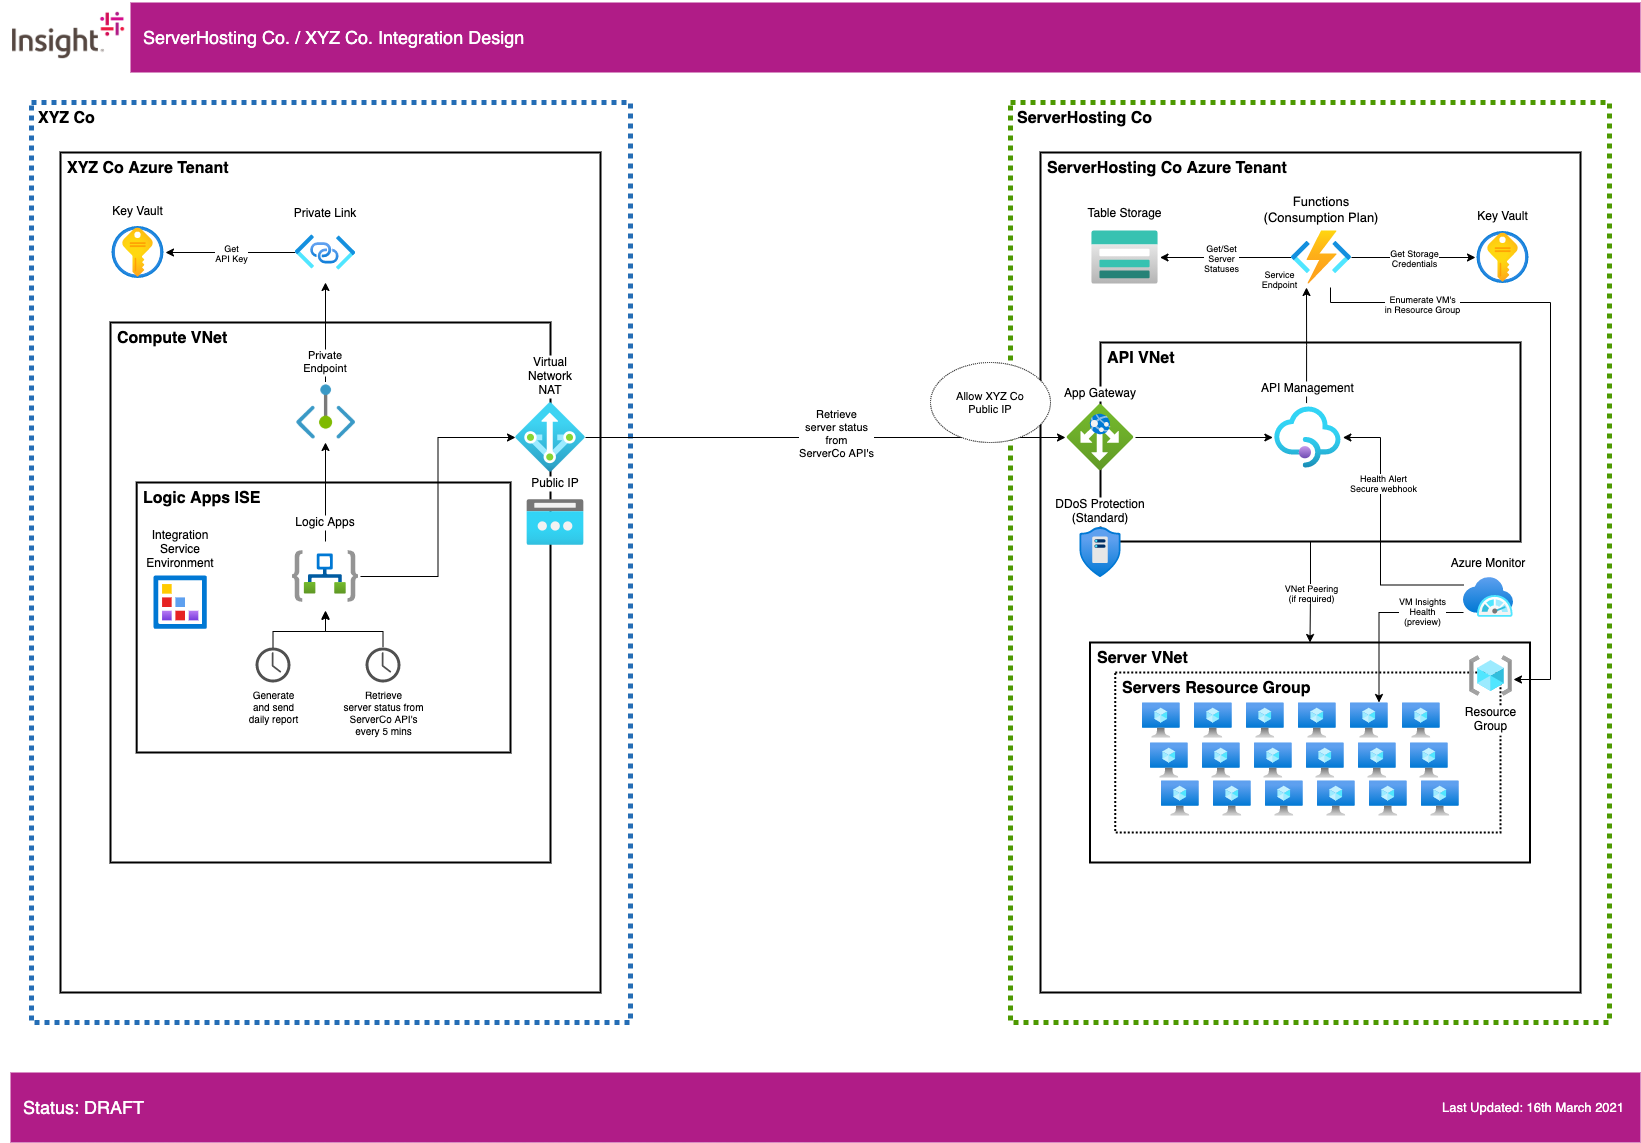 Insight
ServerHosting Co. / XYZ Co. Integration Design
XYZ Co
XYZ Co Azure Tenant
Key Vault
Private Link
Get
API Key
Compute VNet
Private
Endpoint
Virtual
Network
NAT
Public IP
Logic Apps ISE
Integration
Service
Environment
Logic Apps
Generate
and send
daily report
Retrieve
server status from
ServerCo API's
every 5 mins
Retrieve
server status
from
ServerCo API's
Allow XYZ Co
Public IP
ServerHosting Co
ServerHosting Co Azure Tenant
Table Storage
Functions
(Consumption Plan)
Key Vault
Get/Set
Server
Statuses
Service
Endpoint
Get Storage
Credentials
Enumerate VM's
in Resource Group
API VNet
App Gateway
API Management
Health Alert
Secure webhook
DDoS Protection
(Standard)
Azure Monitor
VNet Peering
(if required)
VM Insights
Health
(preview)
Server VNet
Servers Resource Group
Resource
Group
Status: DRAFT
Last Updated: 16th March 2021